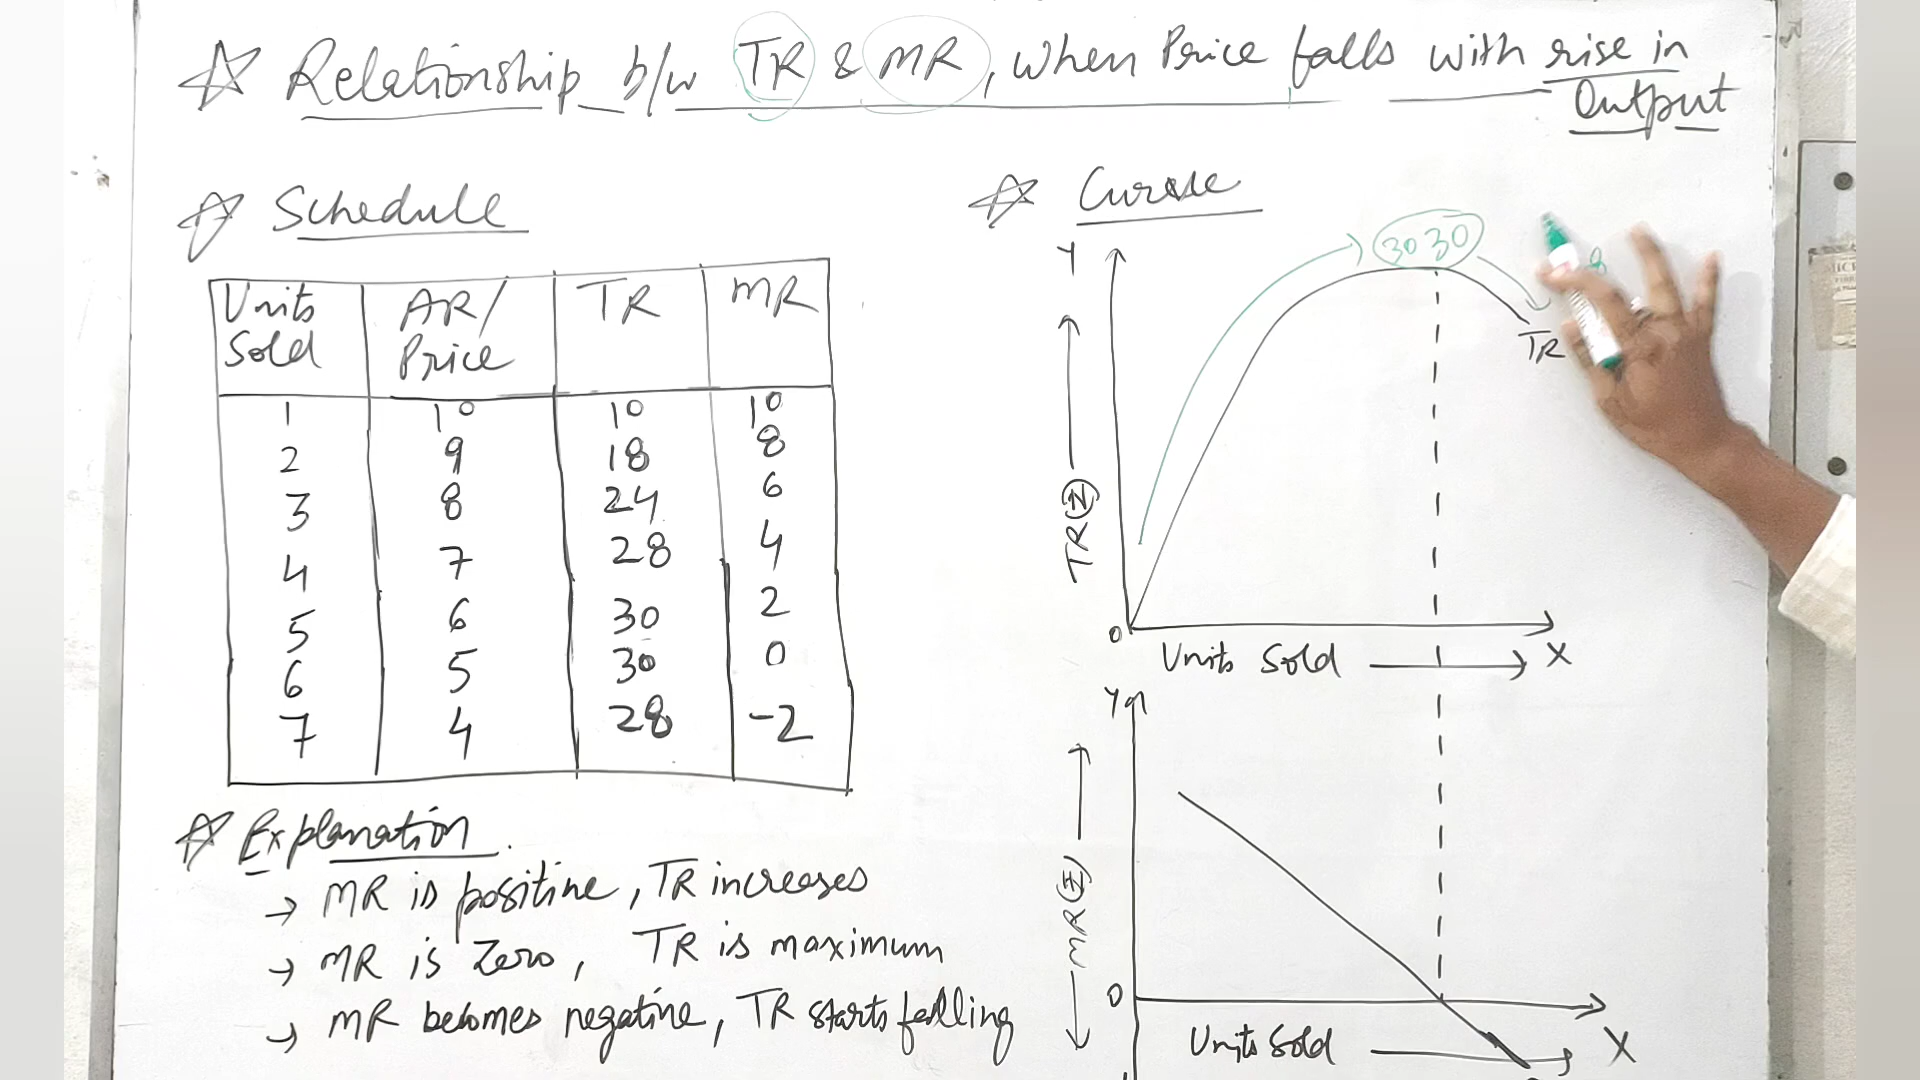 Relationship b/w TR & MR, when Price falls with rise in
Output
Schedule
Units Sold AR/Price TR MR
1 10 10 10
2 9 18 8
3 8 24 6
4 7 28 4
5 6 30 2
6 5 30 0
7 4 28 -2
Explanation
→ MR is positive, TR increases
→ MR is Zero, TR is maximum
→ MR becomes negative, TR starts falling
Curve
Y
30 30
TR
TR(₹)
0
Units Sold → X
Y
MR(₹)
0
Units Sold → X